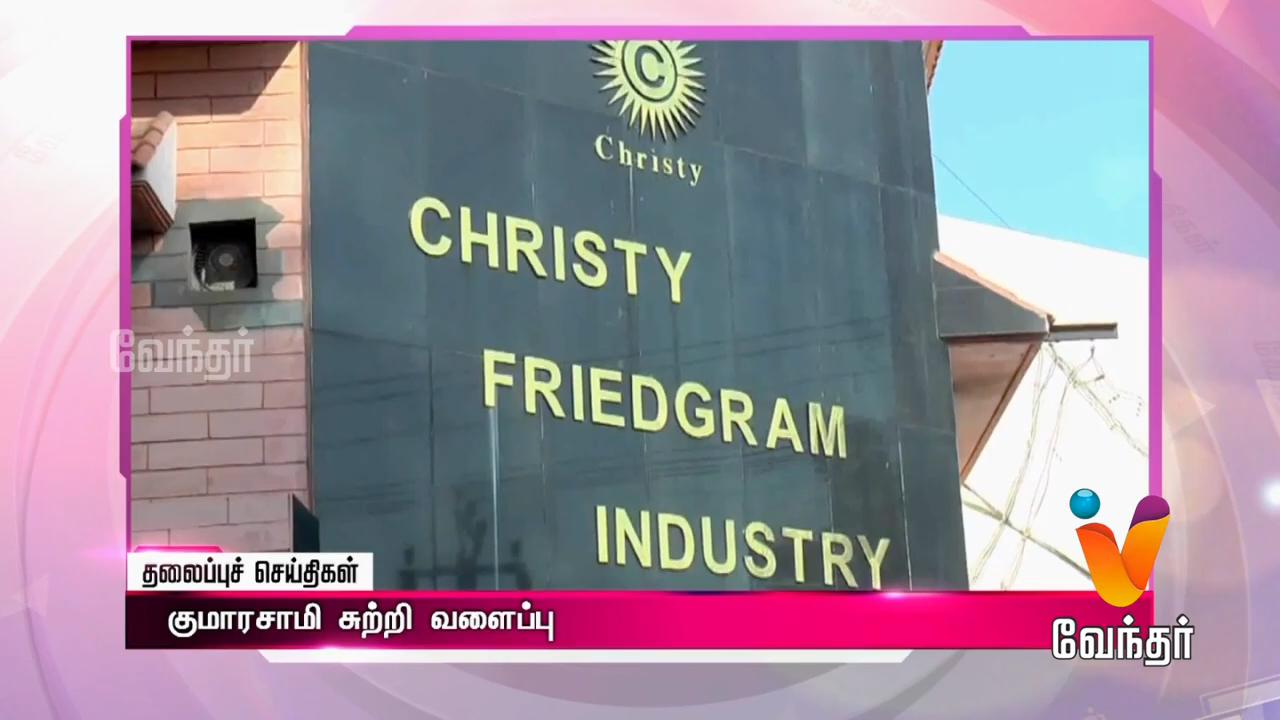 C
Christy
CHRISTY
FRIEDGRAM
INDUSTRY
வேந்தர்
தலைப்புச் செய்திகள்
குமாரசாமி சுற்றி வளைப்பு
வேந்தர்